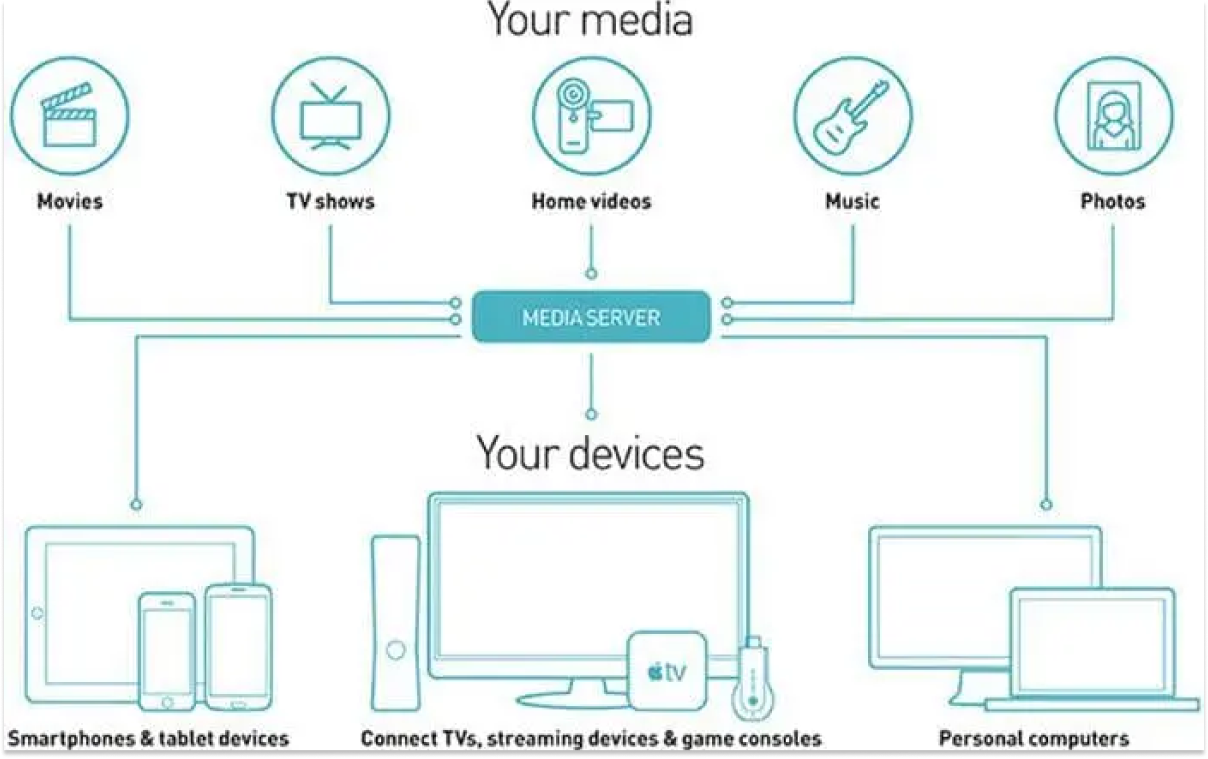 Your media
Movies
TV shows
Home videos
Music
Photos
MEDIA SERVER
Your devices
tv
Smartphones & tablet devices
Connect TVs, streaming devices & game consoles
Personal computers